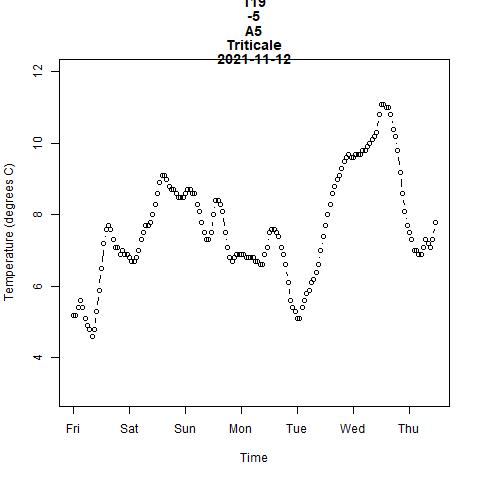 T19
-5
A5
Triticale
2021-11-12
Temperature (degrees C)
12
10
8
6
4
Fri Sat Sun Mon Tue Wed Thu
Time